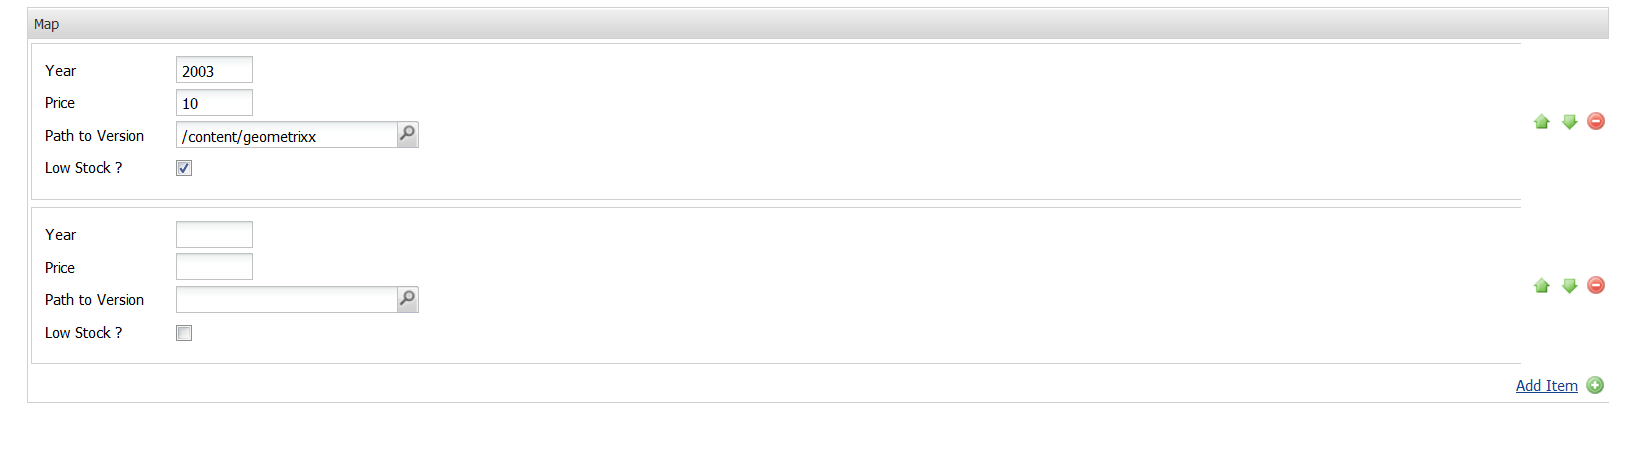 Map
Year 2003
Price 10
Path to Version /content/geometrixx
Low Stock ?
Year
Price
Path to Version
Low Stock ?
Add Item